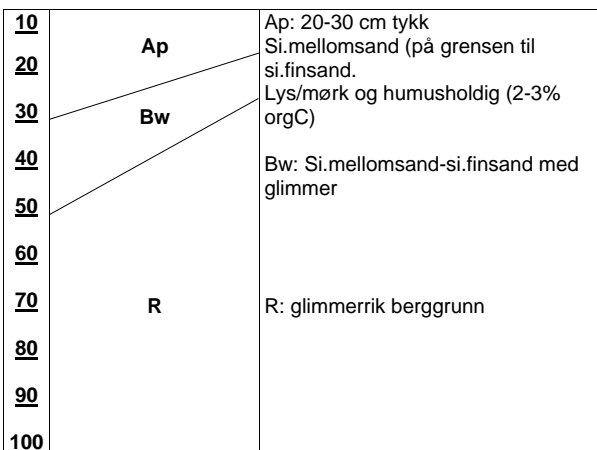 10
20
30
40
50
60
70
80
90
100
Ap
Bw
R
Ap: 20-30 cm tykk
Si.mellomsand (på grensen til
si.finsand.
Lys/mørk og humusholdig (2-3%
orgC)
Bw: Si.mellomsand-si.finsand med
glimmer
R: glimmerrik berggrunn